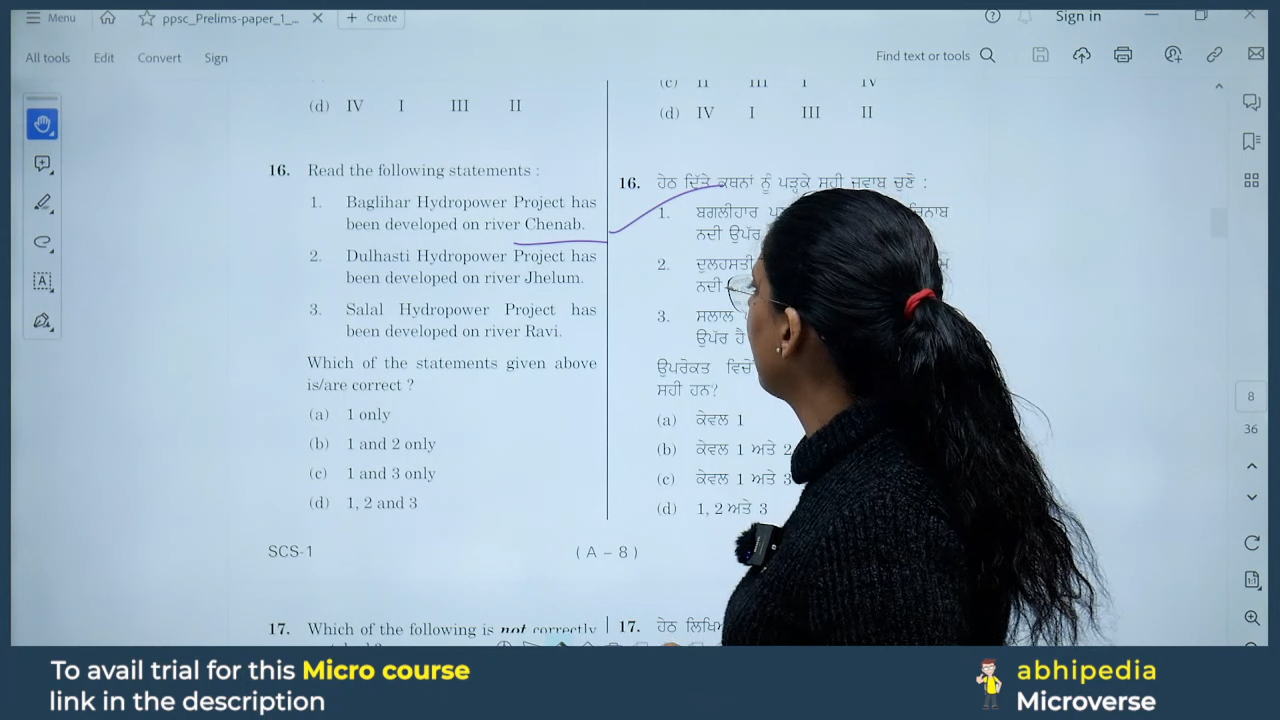 Menu
ppsc_Prelims-paper_1_...
Create
Sign in
All tools Edit Convert Sign
Find text or tools
(d) IV I III II
(c) II III I IV
(d) IV I III II
16. Read the following statements :
1. Baglihar Hydropower Project has
been developed on river Chenab.
2. Dulhasti Hydropower Project has
been developed on river Jhelum.
3. Salal Hydropower Project has
been developed on river Ravi.
Which of the statements given above
is/are correct ?
(a) 1 only
(b) 1 and 2 only
(c) 1 and 3 only
(d) 1, 2 and 3
16. ਹੇਠ ਦਿੱਤੇ ਕਥਨਾਂ ਨੂੰ ਪੜ੍ਹਕੇ ਸਹੀ ਜਵਾਬ ਚੁਣੋ :
1. ਬਗਲੀਹਾਰ
ਨਦੀ ਉਪੱਰ
2. ਦੁਲਹਸਤੀ
ਨਦੀ
3. ਸਲਾਲ
ਉਪੱਰ ਹੈ
ਉਪਰੋਕਤ ਵਿਚੋਂ
ਸਹੀ ਹਨ?
(a) ਕੇਵਲ 1
(b) ਕੇਵਲ 1 ਅਤੇ 2
(c) ਕੇਵਲ 1 ਅਤੇ 3
(d) 1, 2 ਅਤੇ 3
SCS-1
( A – 8 )
17. Which of the following is not correctly
17. ਹੇਠ
8
36
To avail trial for this Micro course
link in the description
abhipedia
Microverse